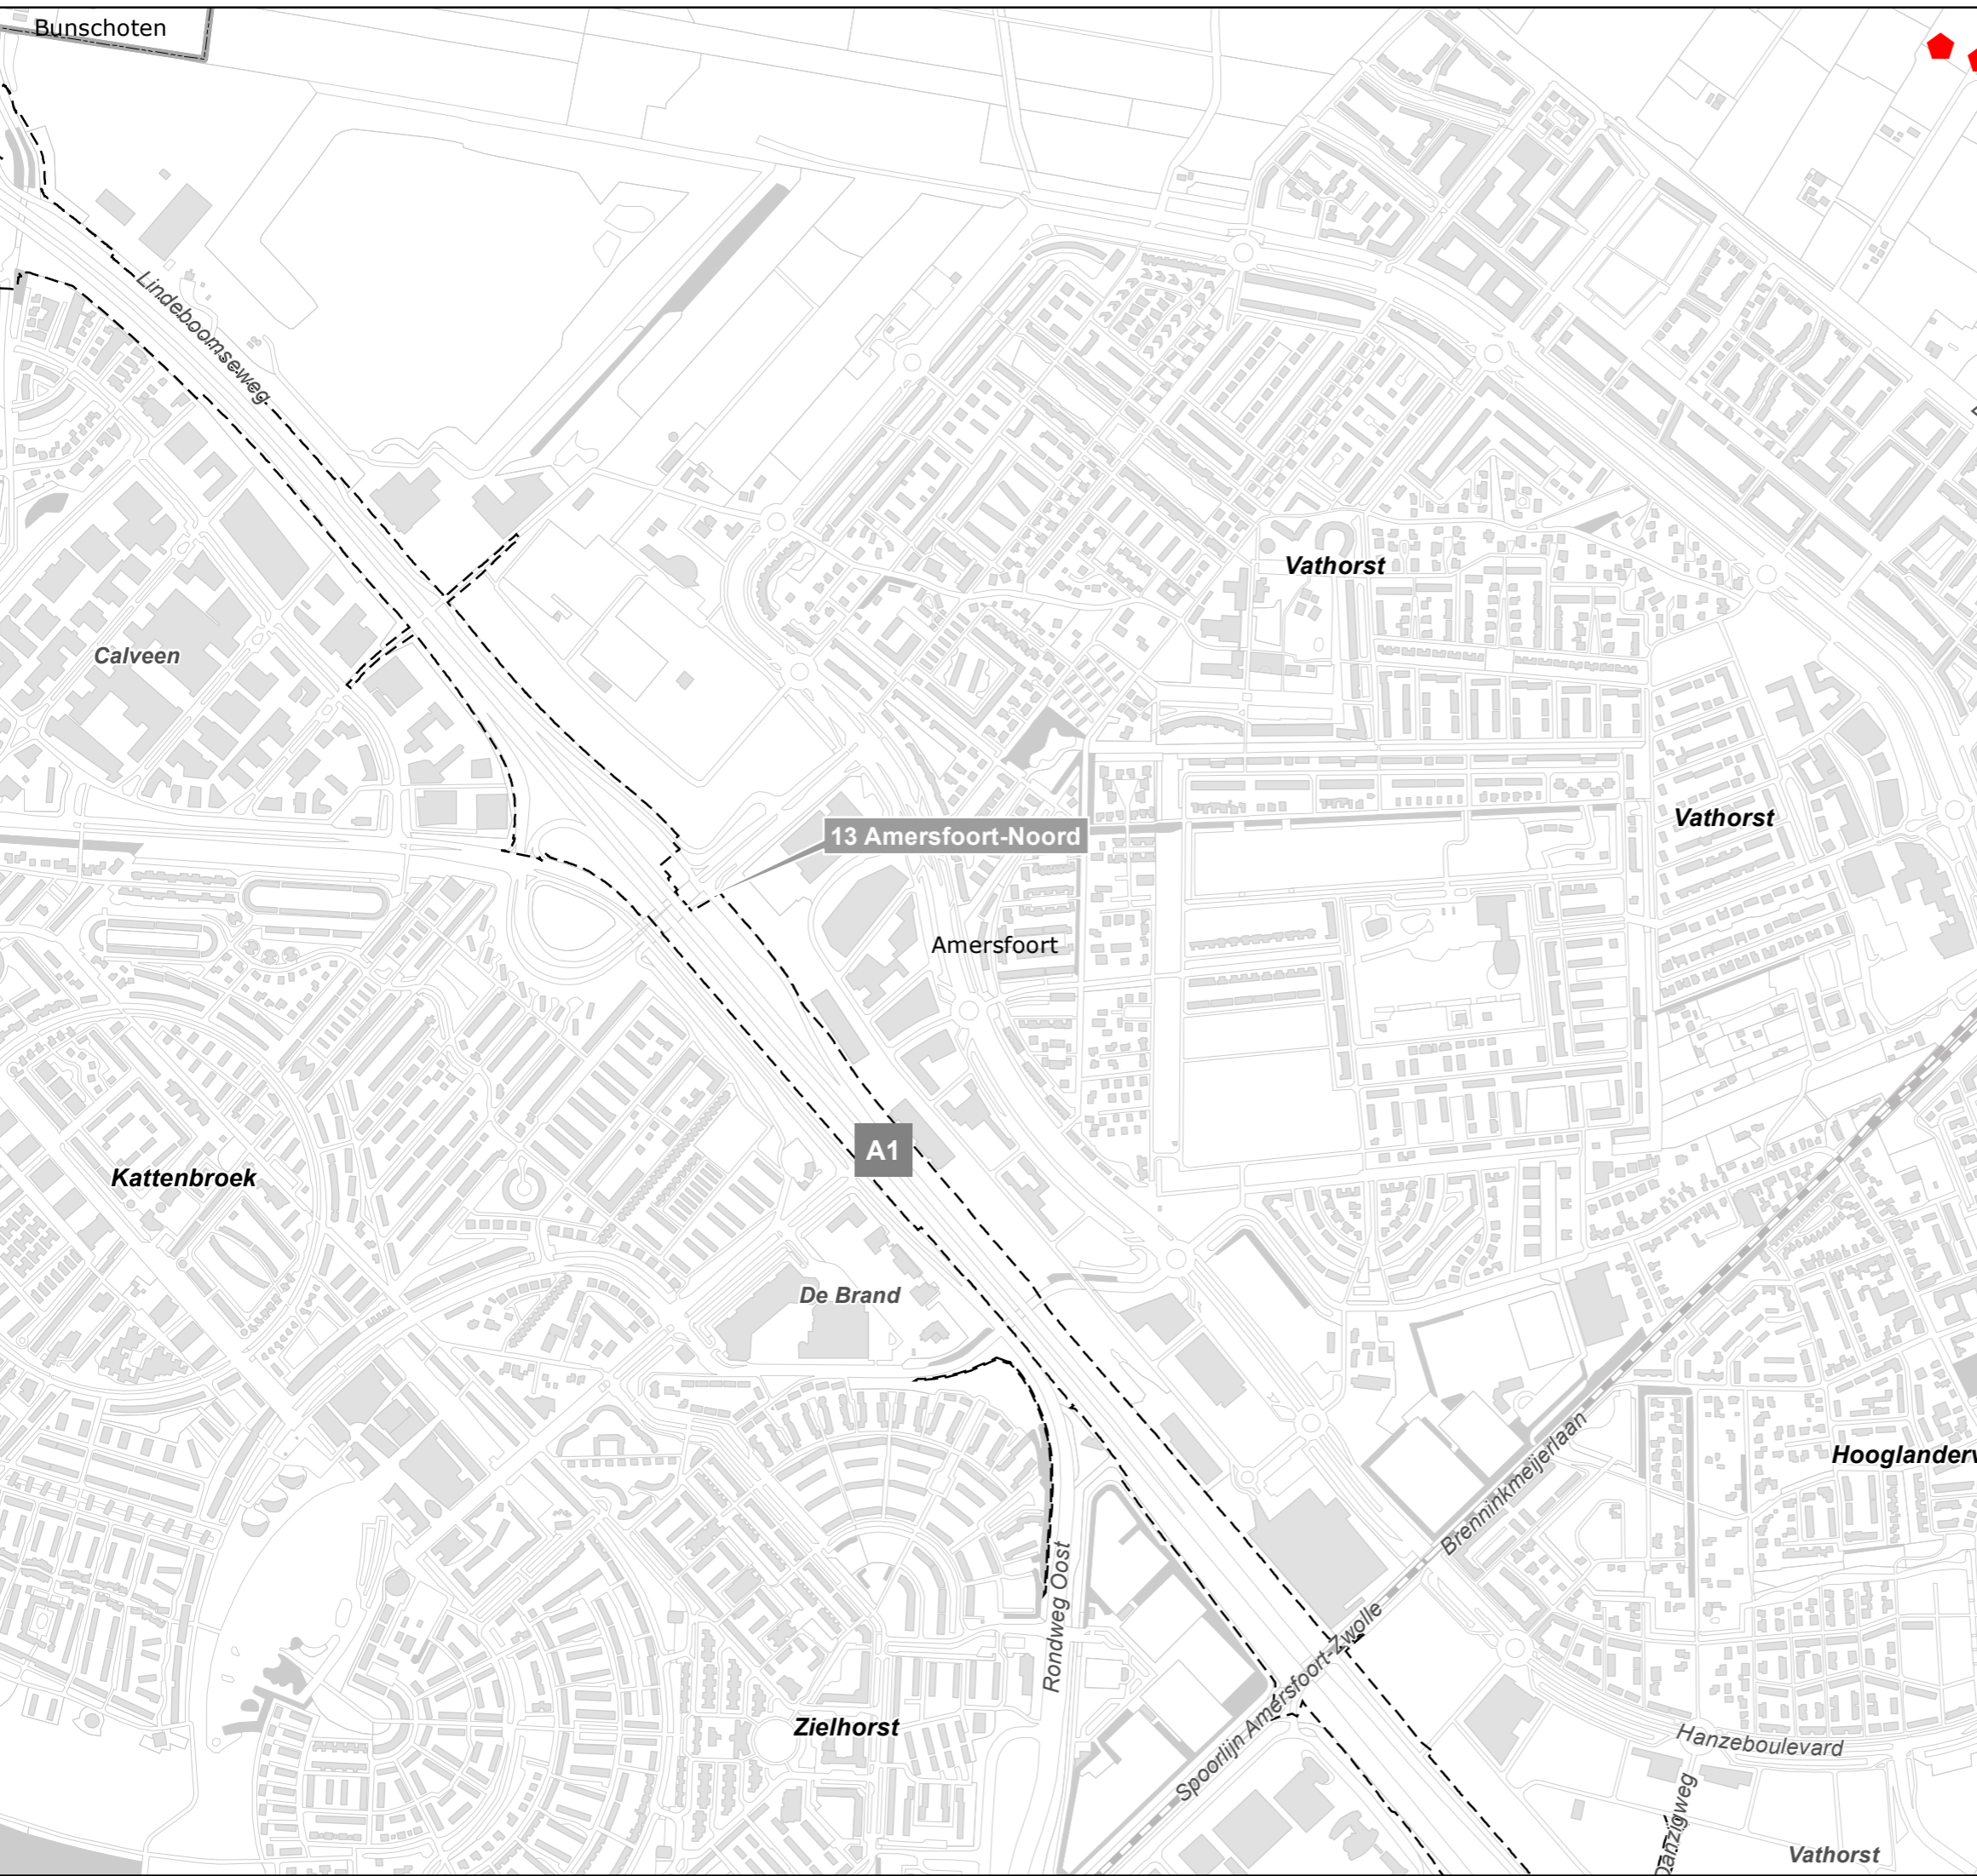 Bunschoten
Lindeboomseweg
Vathorst
Calveen
Vathorst
13 Amersfoort-Noord
Amersfoort
A1
Kattenbroek
De Brand
Brenninkmeijerlaan
Hooglanderv
Rondweg Oost
Spoorlijn Amersfoort-Zwolle
Zielhorst
Hanzeboulevard
Danzigweg
Vathorst